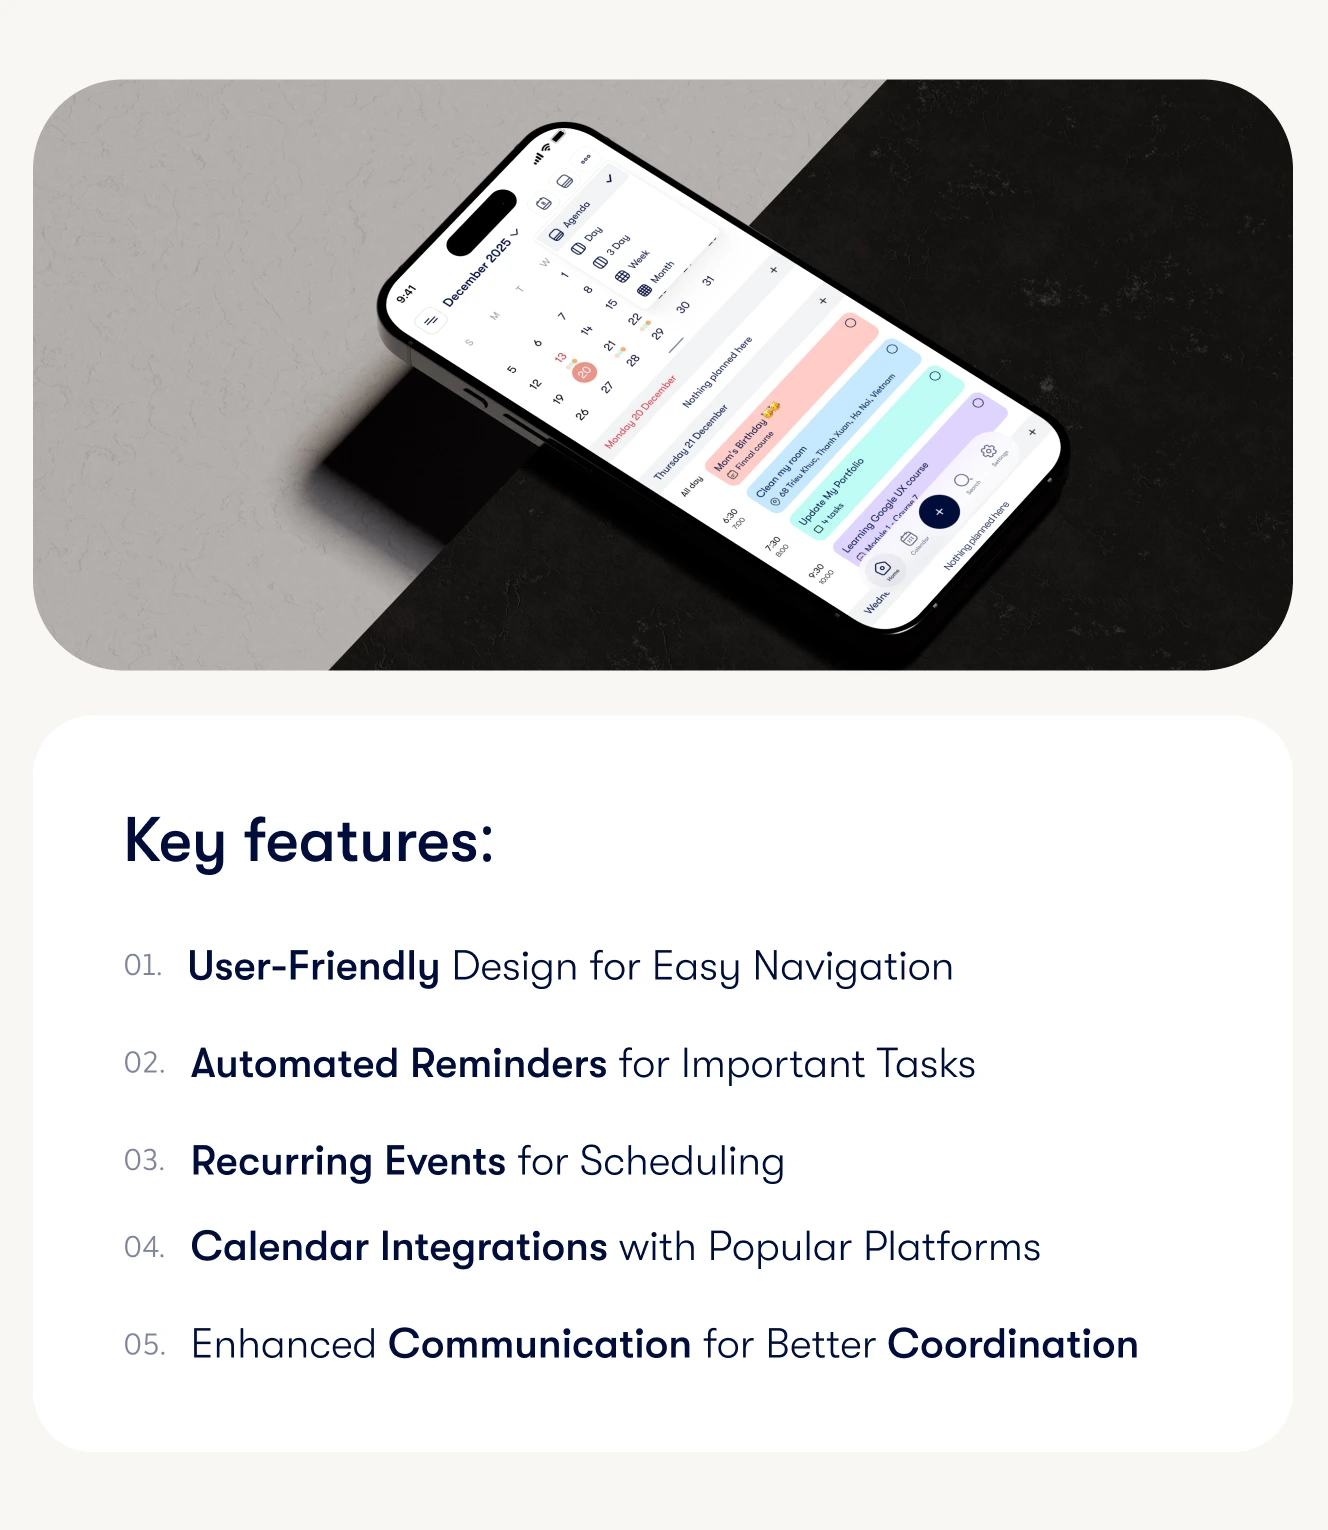 9:41
December 2025
S M T W
1
5 6 7 8
12 13 14 15
19 20 21 22
26 27 28 29 30 31
Agenda
Day
3 Day
Week
Month
Monday 20 December
Nothing planned here
Thursday 21 December
All day
Mom's Birthday
Finnal course
6:30
7:00
Clean my room
68 Trieu Khuc, Thanh Xuan, Ha Noi, Vietnam
7:30
8:00
Update My Portfolio
4 tasks
9:30
10:00
Learning Google UX course
Module 1 - Course 7
Wedne
Nothing planned here
Home
Calendar
Search
Settings
Key features:
01. User-Friendly Design for Easy Navigation
02. Automated Reminders for Important Tasks
03. Recurring Events for Scheduling
04. Calendar Integrations with Popular Platforms
05. Enhanced Communication for Better Coordination